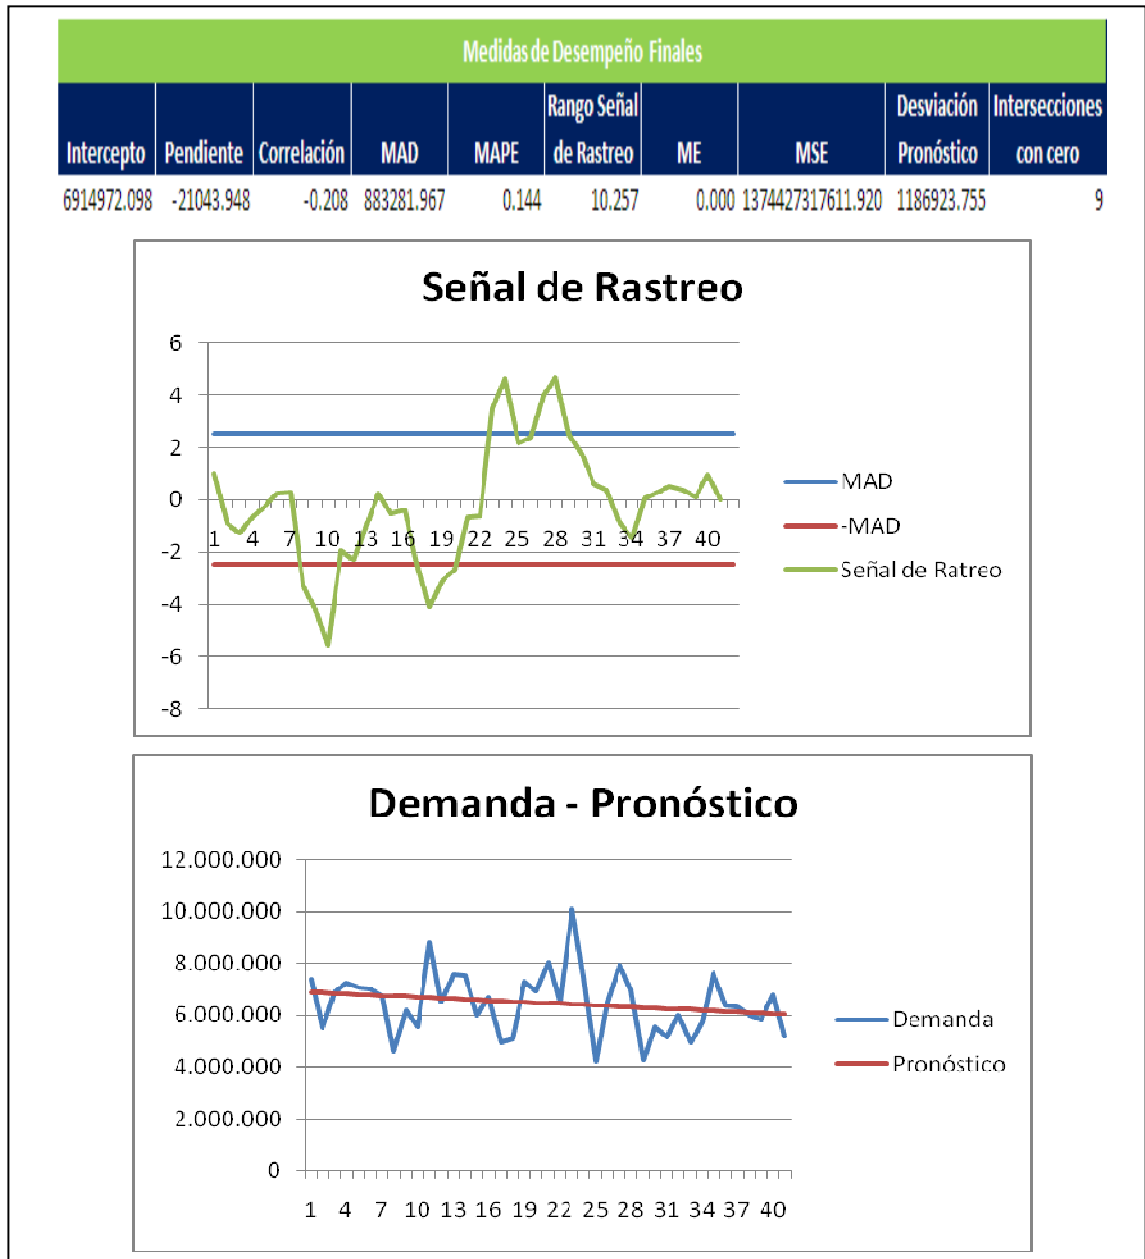 Medidas de Desempeño Finales
Intercepto Pendiente Correlación MAD MAPE Rango Señal de Rastreo ME MSE Desviación Pronóstico Intersecciones con cero
6914972.098 -21043.948 -0.208 883281.967 0.144 10.257 0.000 1374427317611.920 1186923.755 9
Señal de Rastreo
6
4
2
0
-2
-4
-6
-8
1 4 7 10 13 16 19 22 25 28 31 34 37 40
MAD
-MAD
Señal de Ratreo
Demanda - Pronóstico
12.000.000
10.000.000
8.000.000
6.000.000
4.000.000
2.000.000
0
1 4 7 10 13 16 19 22 25 28 31 34 37 40
Demanda
Pronóstico